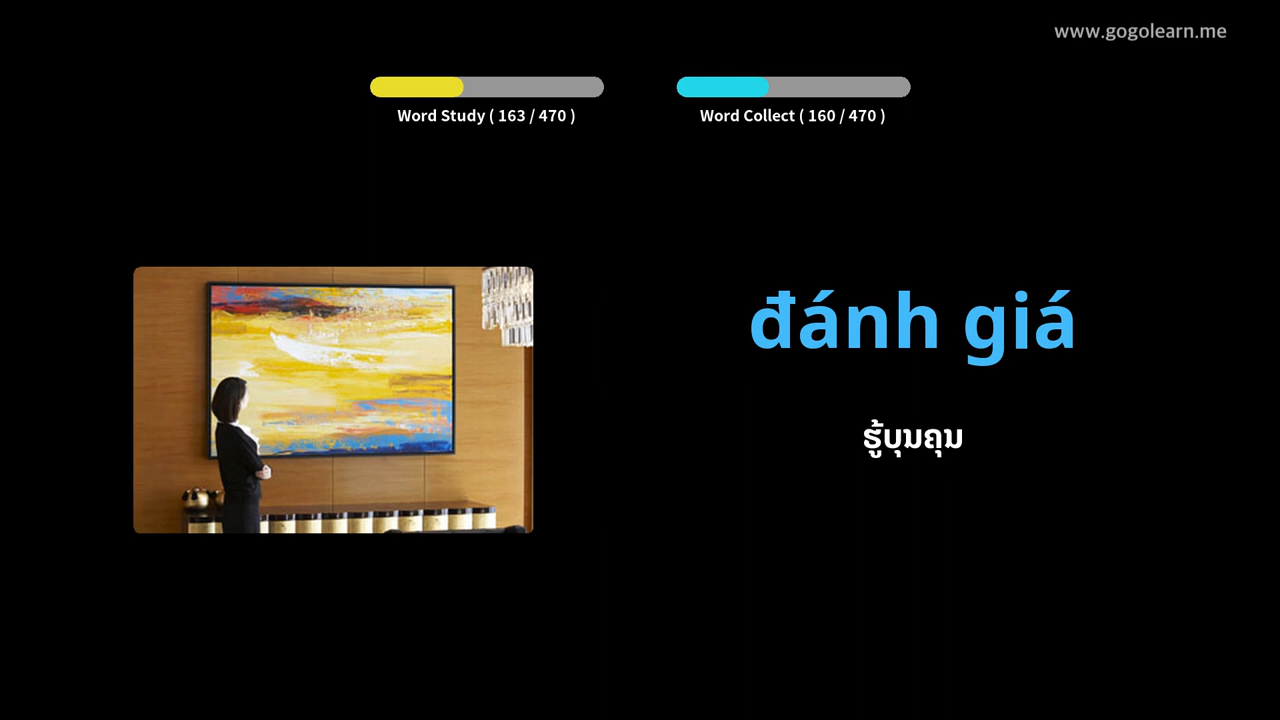 www.gogolearn.me
Word Study ( 163 / 470 )
Word Collect ( 160 / 470 )
đánh giá
ຮູ້ບຸນຄຸນ